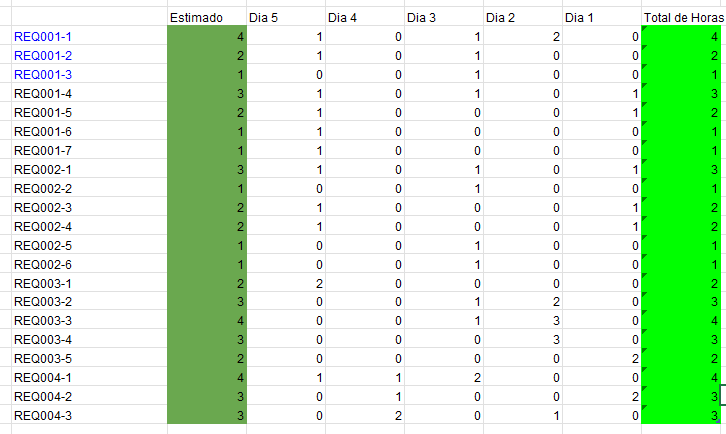 Estimado Dia 5 Dia 4 Dia 3 Dia 2 Dia 1 Total de Horas
REQ001-1 4 1 0 1 2 0 4
REQ001-2 2 1 0 1 0 0 2
REQ001-3 1 0 0 1 0 0 1
REQ001-4 3 1 0 1 0 1 3
REQ001-5 2 1 0 0 0 1 2
REQ001-6 1 1 0 0 0 0 1
REQ001-7 1 1 0 0 0 0 1
REQ002-1 3 1 0 1 0 1 3
REQ002-2 1 0 0 1 0 0 1
REQ002-3 2 1 0 0 0 1 2
REQ002-4 2 1 0 0 0 1 2
REQ002-5 1 0 0 1 0 0 1
REQ002-6 1 0 0 1 0 0 1
REQ003-1 2 2 0 0 0 0 2
REQ003-2 3 0 0 1 2 0 3
REQ003-3 4 0 0 1 3 0 4
REQ003-4 3 0 0 0 3 0 3
REQ003-5 2 0 0 0 0 2 2
REQ004-1 4 1 1 2 0 0 4
REQ004-2 3 0 1 0 0 2 3
REQ004-3 3 0 2 0 1 0 3